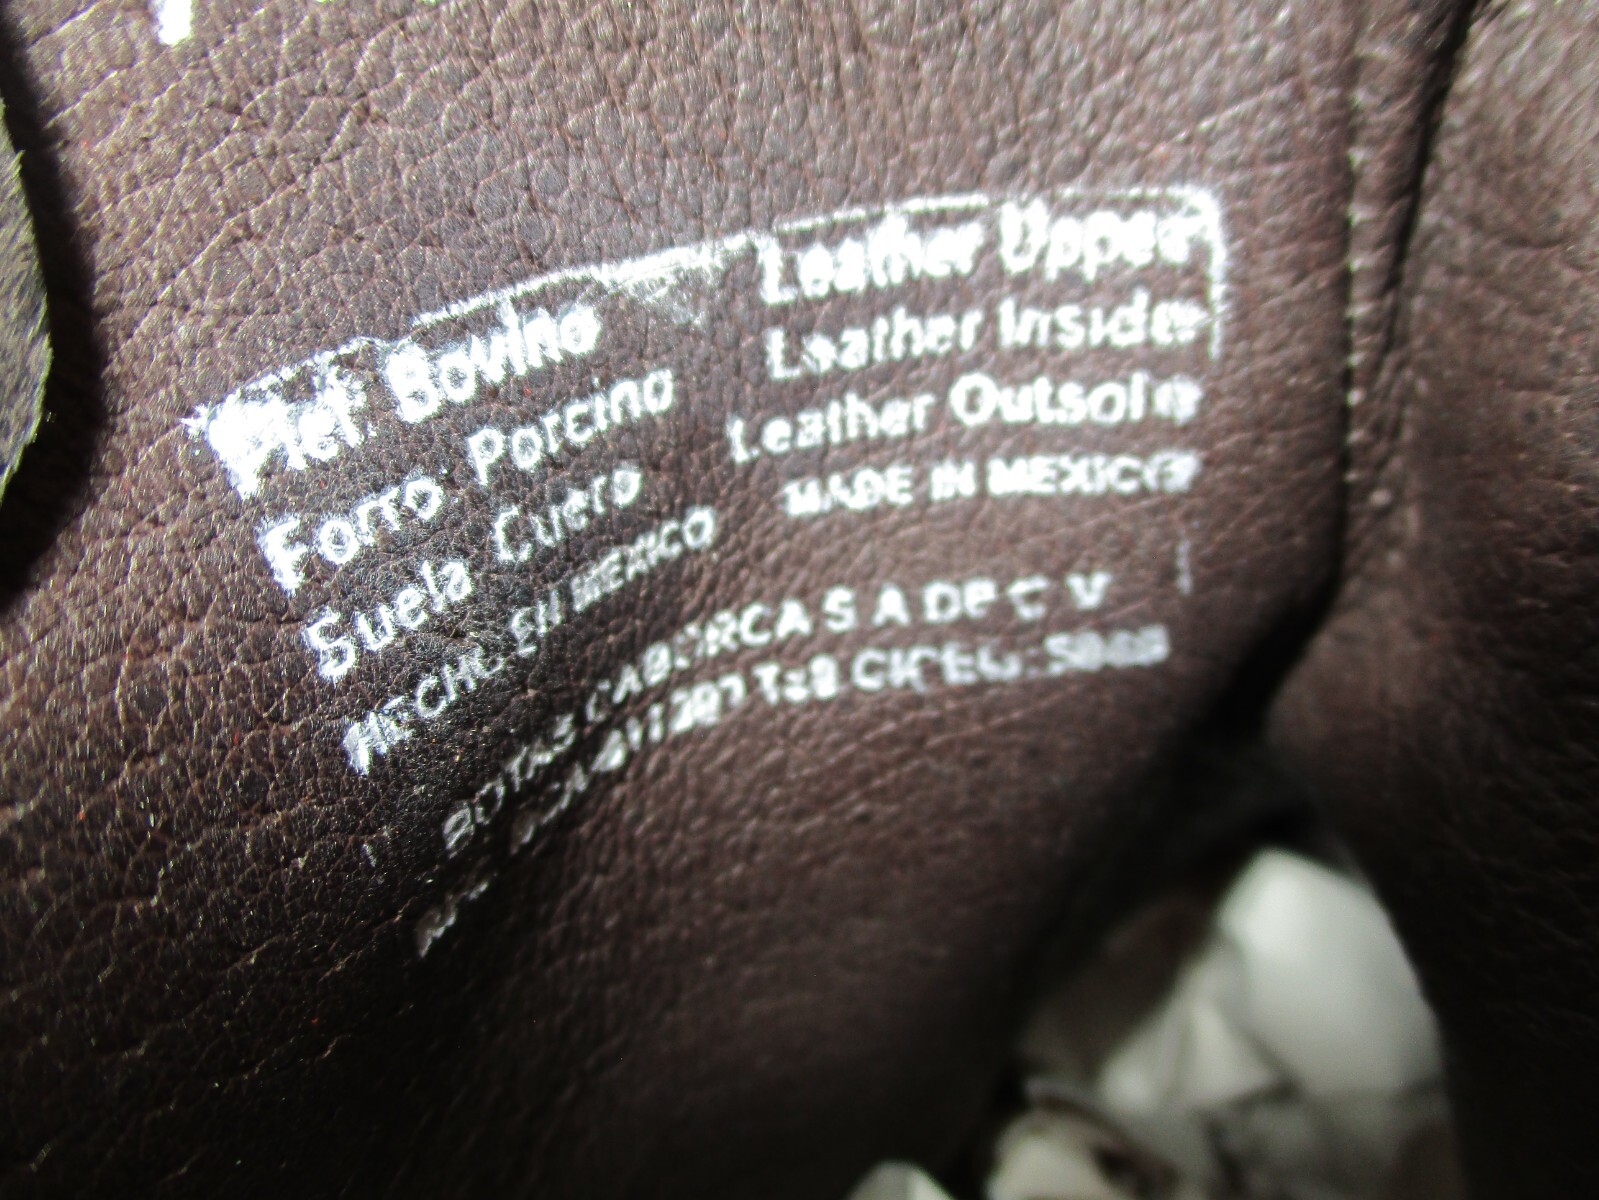 Piel Bovino Leather Upper
Forro Porcino Leather Inside
Suela Cuero Leather Outsole
HECHO EN MEXICO MADE IN MEXICO
BOTAS CABORCA S A DE C V